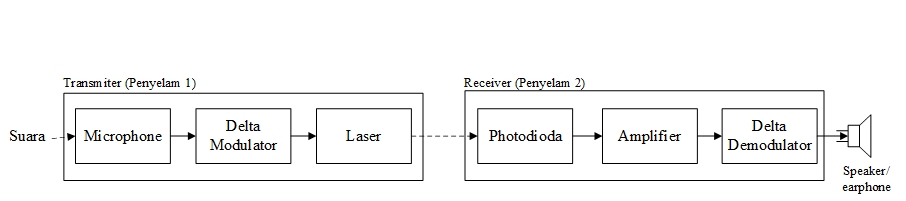 Transmiter (Penyelam 1)
Receiver (Penyelam 2)
Suara
Microphone
Delta
Modulator
Laser
Photodioda
Amplifier
Delta
Demodulator
Speaker/
earphone